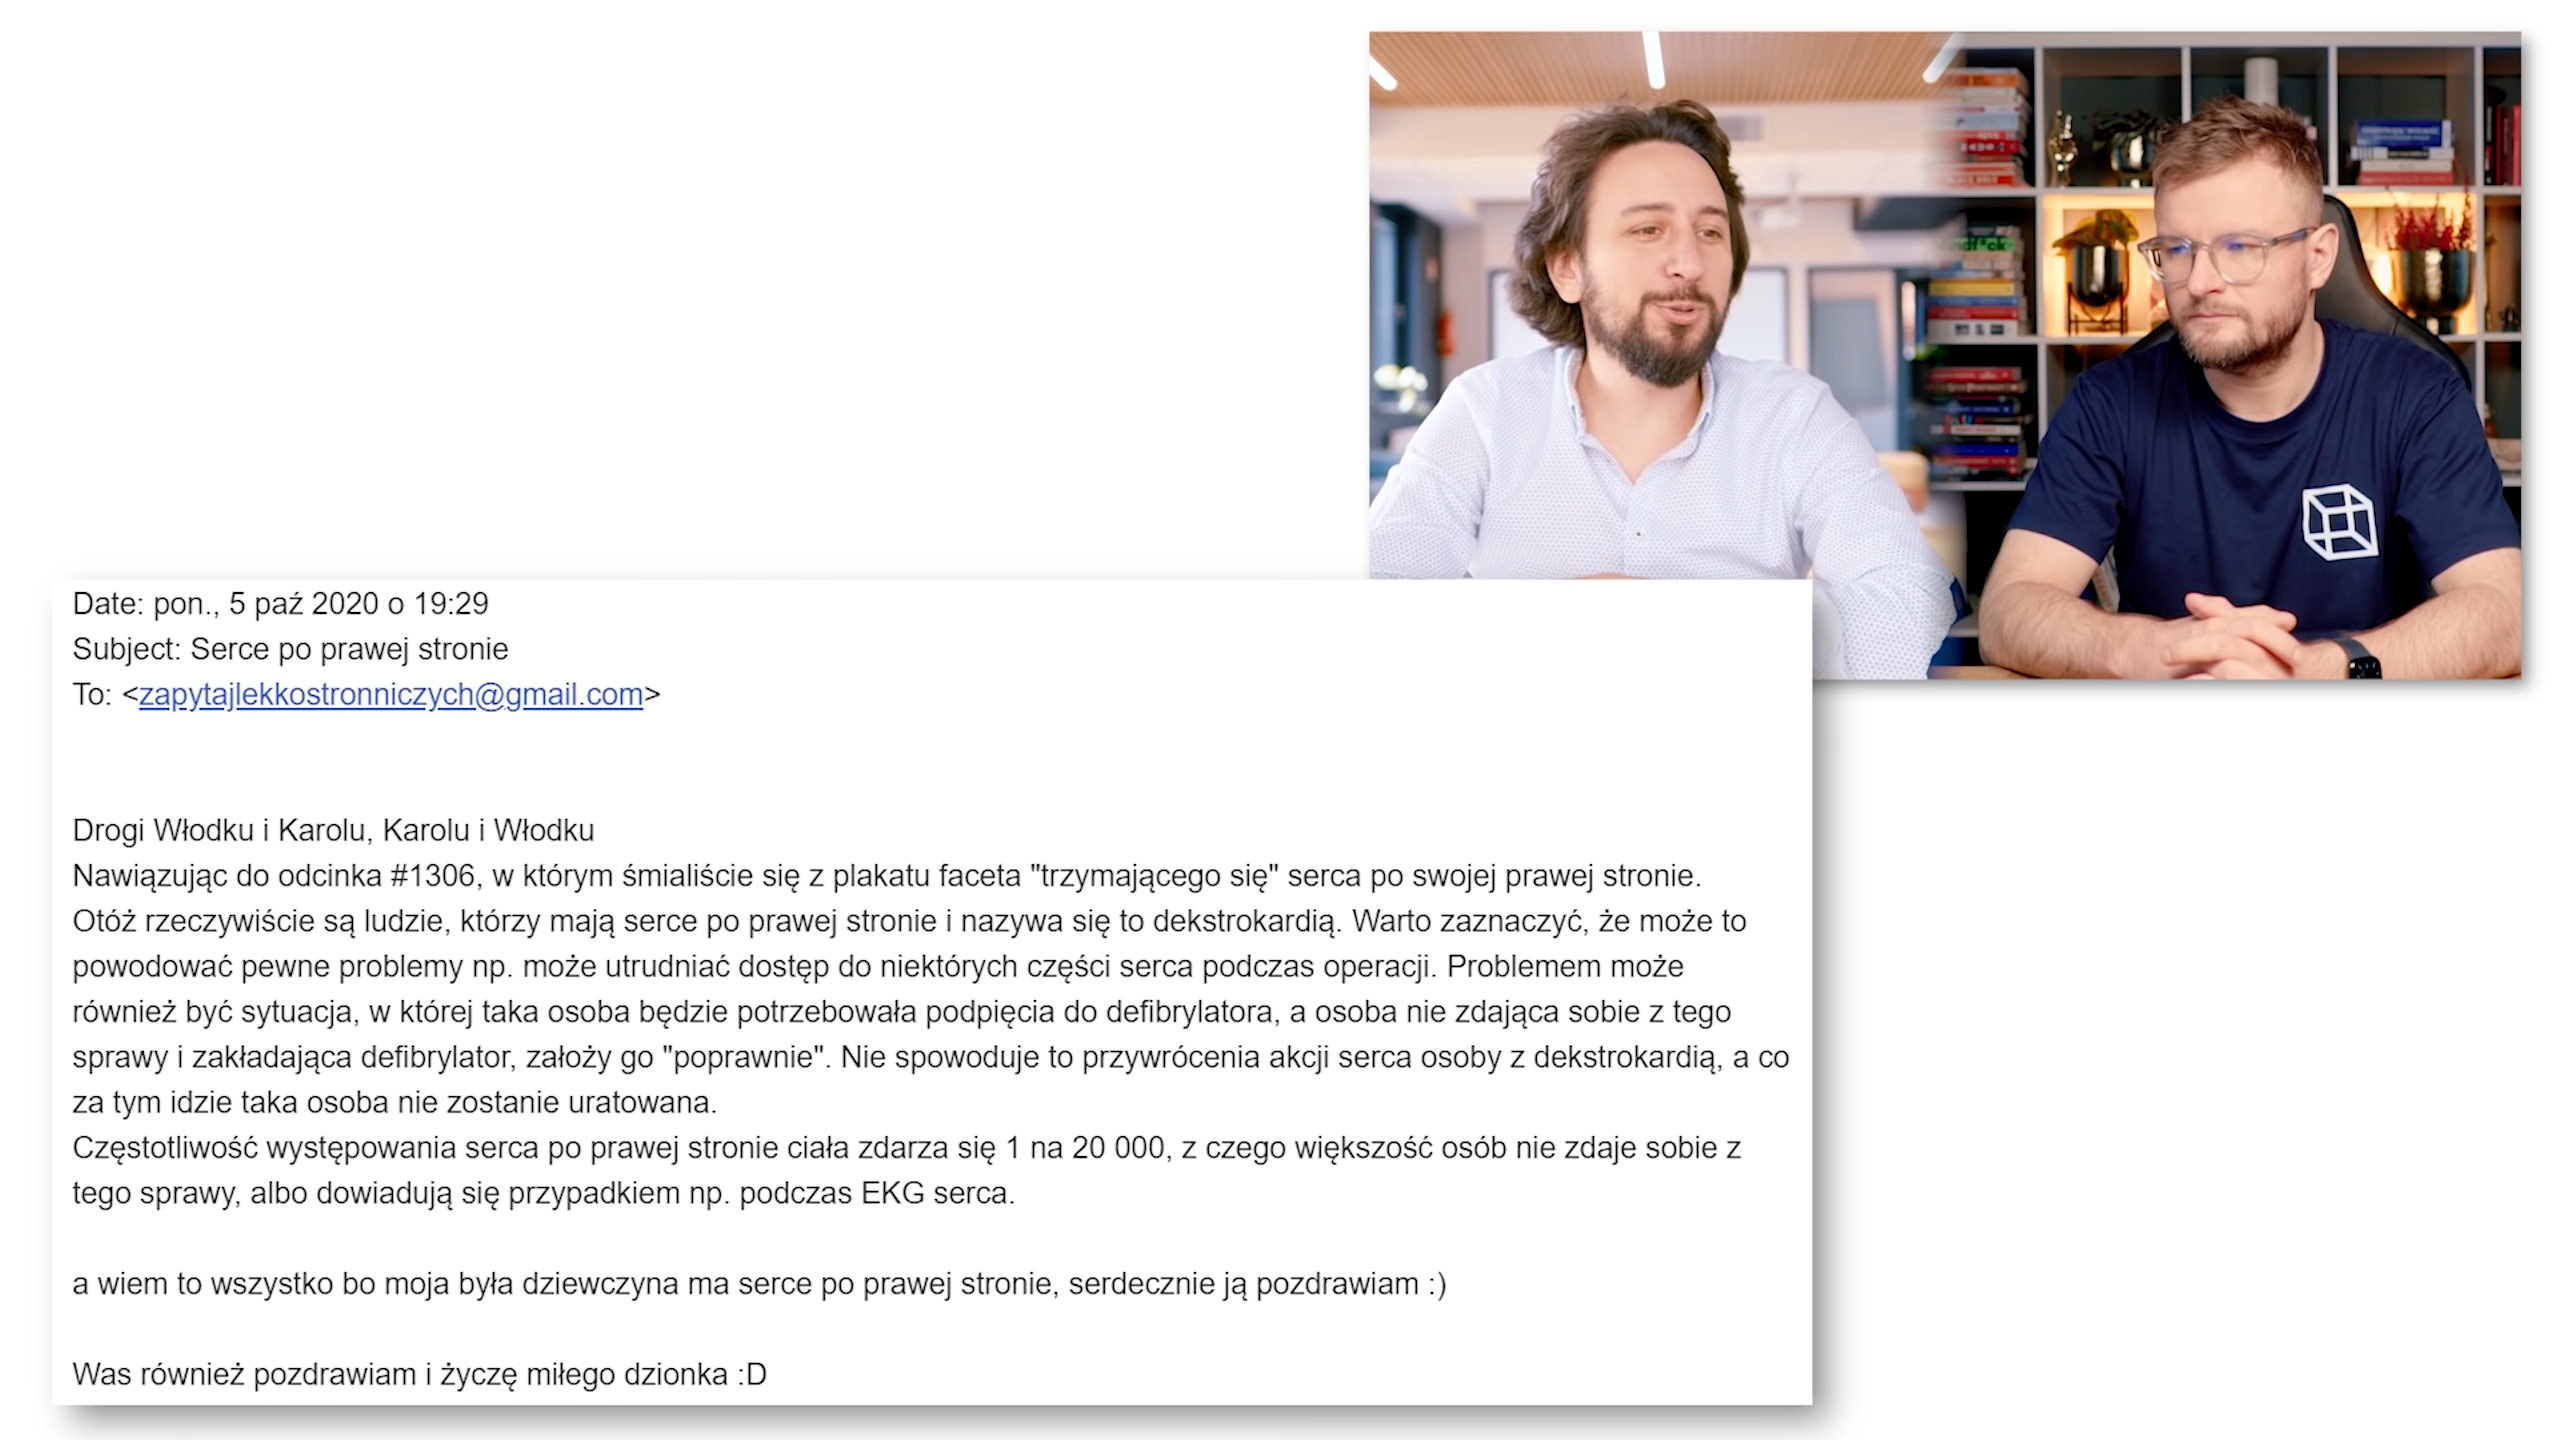 Date: pon., 5 paź 2020 o 19:29
Subject: Serce po prawej stronie
To: <zapytajlekkostronniczych@gmail.com>
Drogi Włodku i Karolu, Karolu i Włodku
Nawiązując do odcinka #1306, w którym śmialiście się z plakatu faceta "trzymającego się" serca po swojej prawej stronie.
Otóż rzeczywiście są ludzie, którzy mają serce po prawej stronie i nazywa się to dekstrokardią. Warto zaznaczyć, że może to
powodować pewne problemy np. może utrudniać dostęp do niektórych części serca podczas operacji. Problemem może
również być sytuacja, w której taka osoba będzie potrzebowała podpięcia do defibrylatora, a osoba nie zdająca sobie z tego
sprawy i zakładająca defibrylator, założy go "poprawnie". Nie spowoduje to przywrócenia akcji serca osoby z dekstrokardią, a co
za tym idzie taka osoba nie zostanie uratowana.
Częstotliwość występowania serca po prawej stronie ciała zdarza się 1 na 20 000, z czego większość osób nie zdaje sobie z
tego sprawy, albo dowiadują się przypadkiem np. podczas EKG serca.
a wiem to wszystko bo moja była dziewczyna ma serce po prawej stronie, serdecznie ją pozdrawiam :)
Was również pozdrawiam i życzę miłego dzionka :D